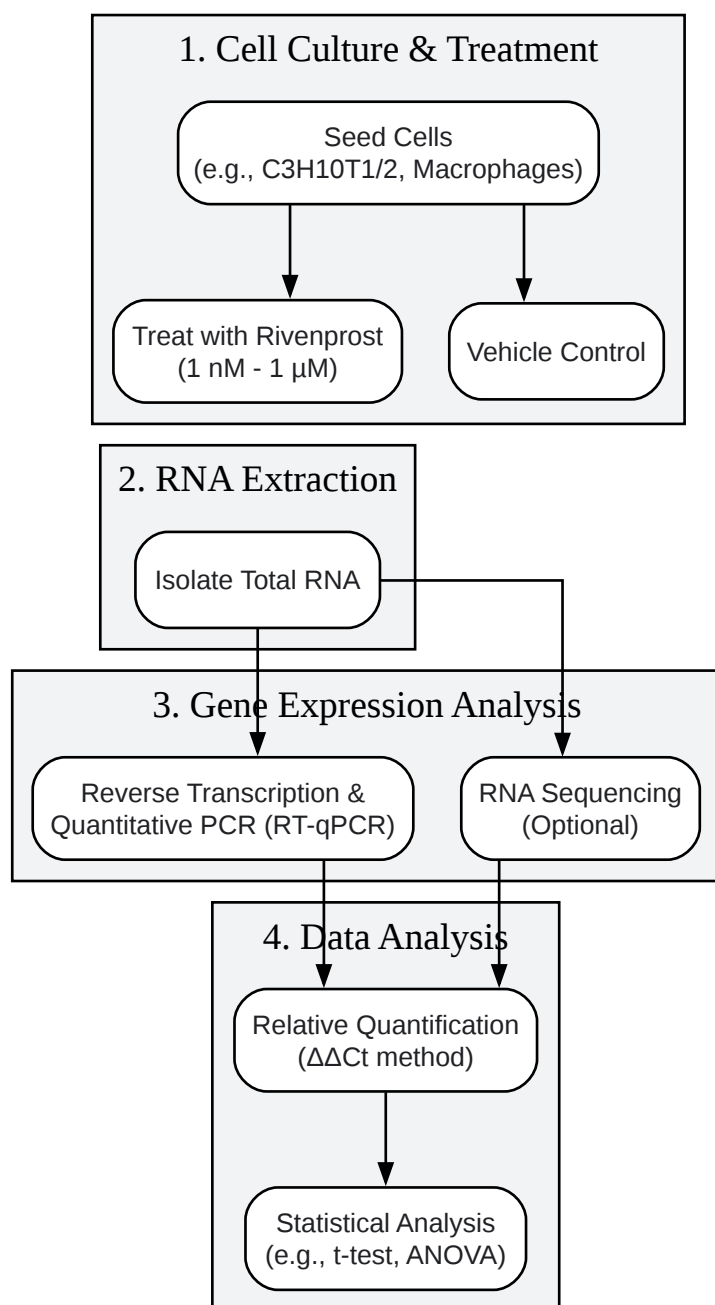 1. Cell Culture & Treatment
Seed Cells
(e.g., C3H10T1/2, Macrophages)
Treat with Rivenprost
(1 nM - 1 µM)
Vehicle Control
2. RNA Extraction
Isolate Total RNA
3. Gene Expression Analysis
Reverse Transcription &
Quantitative PCR (RT-qPCR)
RNA Sequencing
(Optional)
4. Data Analysis
Relative Quantification
(ΔΔCt method)
Statistical Analysis
(e.g., t-test, ANOVA)